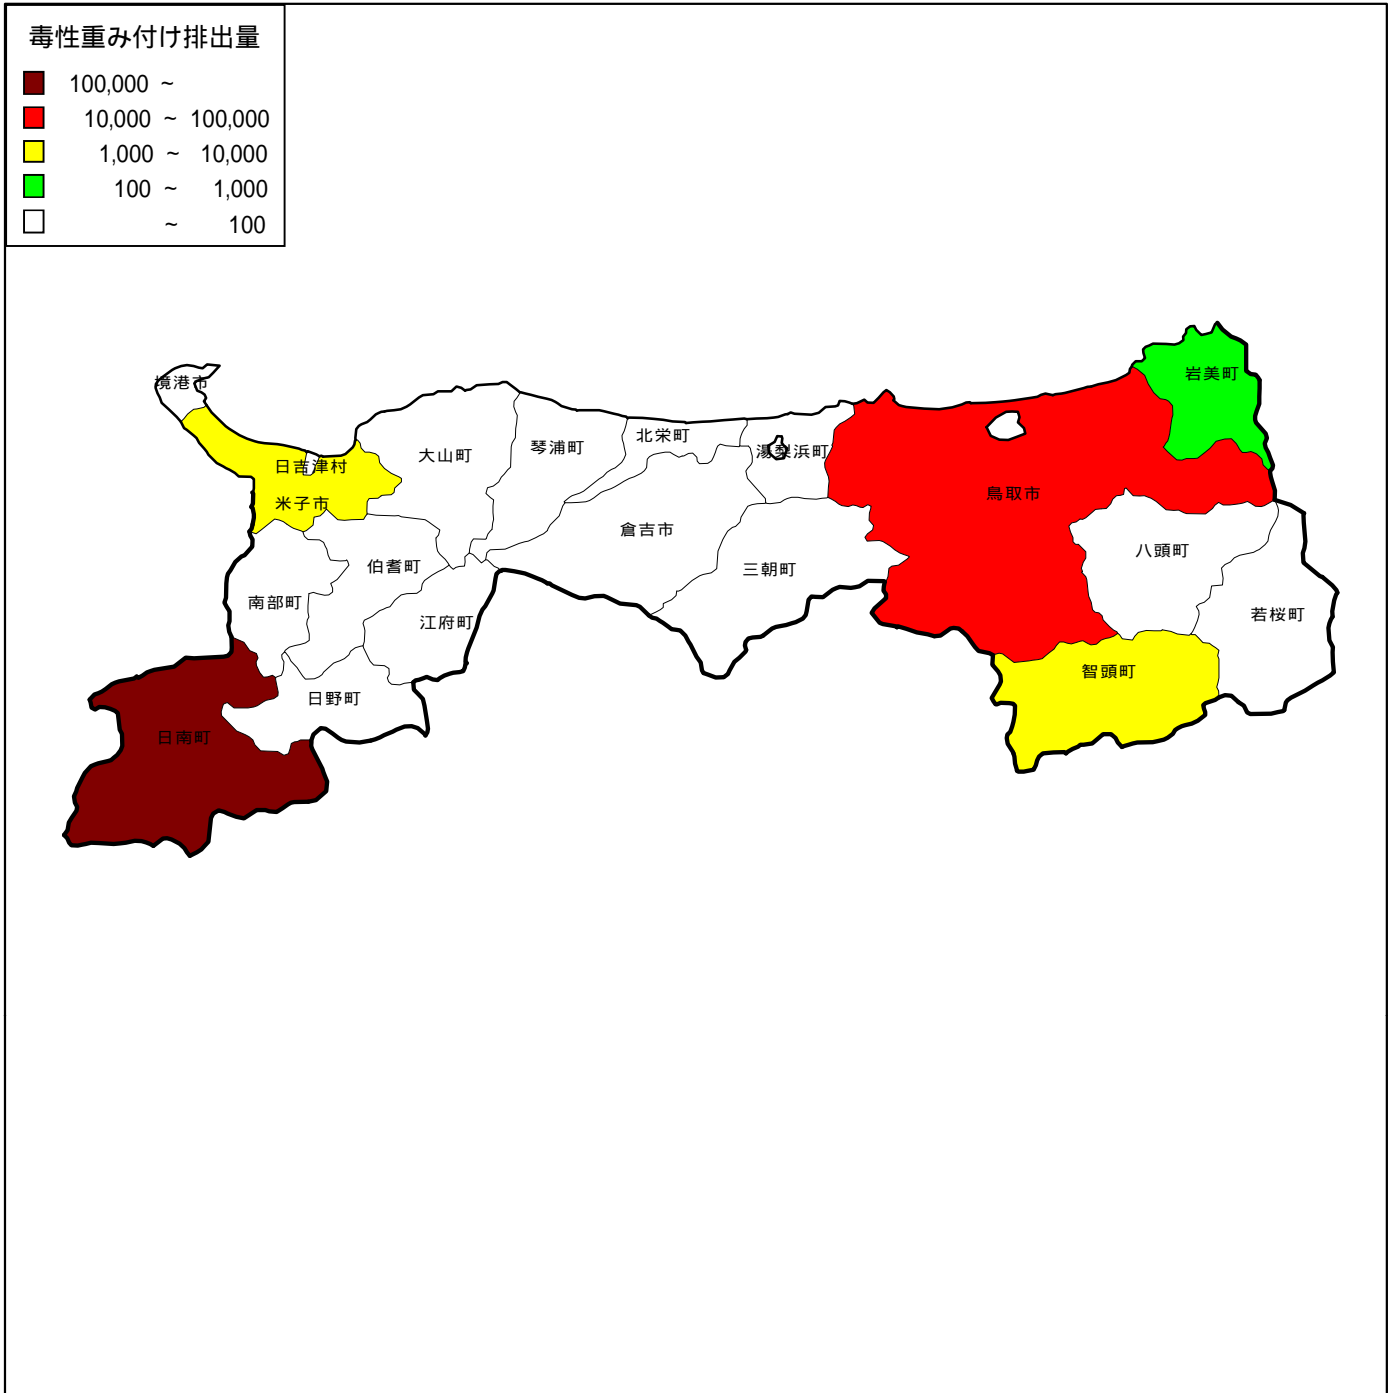 毒性重み付け排出量
100,000 ~
10,000 ~ 100,000
1,000 ~ 10,000
100 ~ 1,000
~ 100
境港市
岩美町
日吉津村
大山町
琴浦町
北栄町
湯梨浜町
米子市
鳥取市
倉吉市
八頭町
伯耆町
三朝町
南部町
江府町
若桜町
智頭町
日野町
日南町